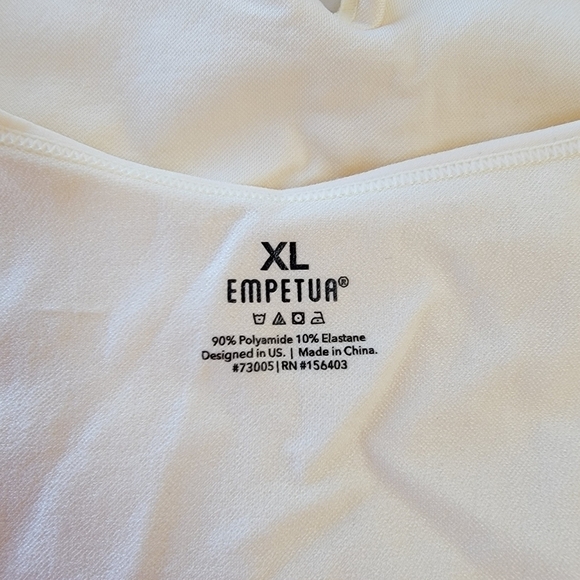 XL
EMPETUA®
90% Polyamide 10% Elastane
Designed in US. | Made in China.
#73005 | RN #156403